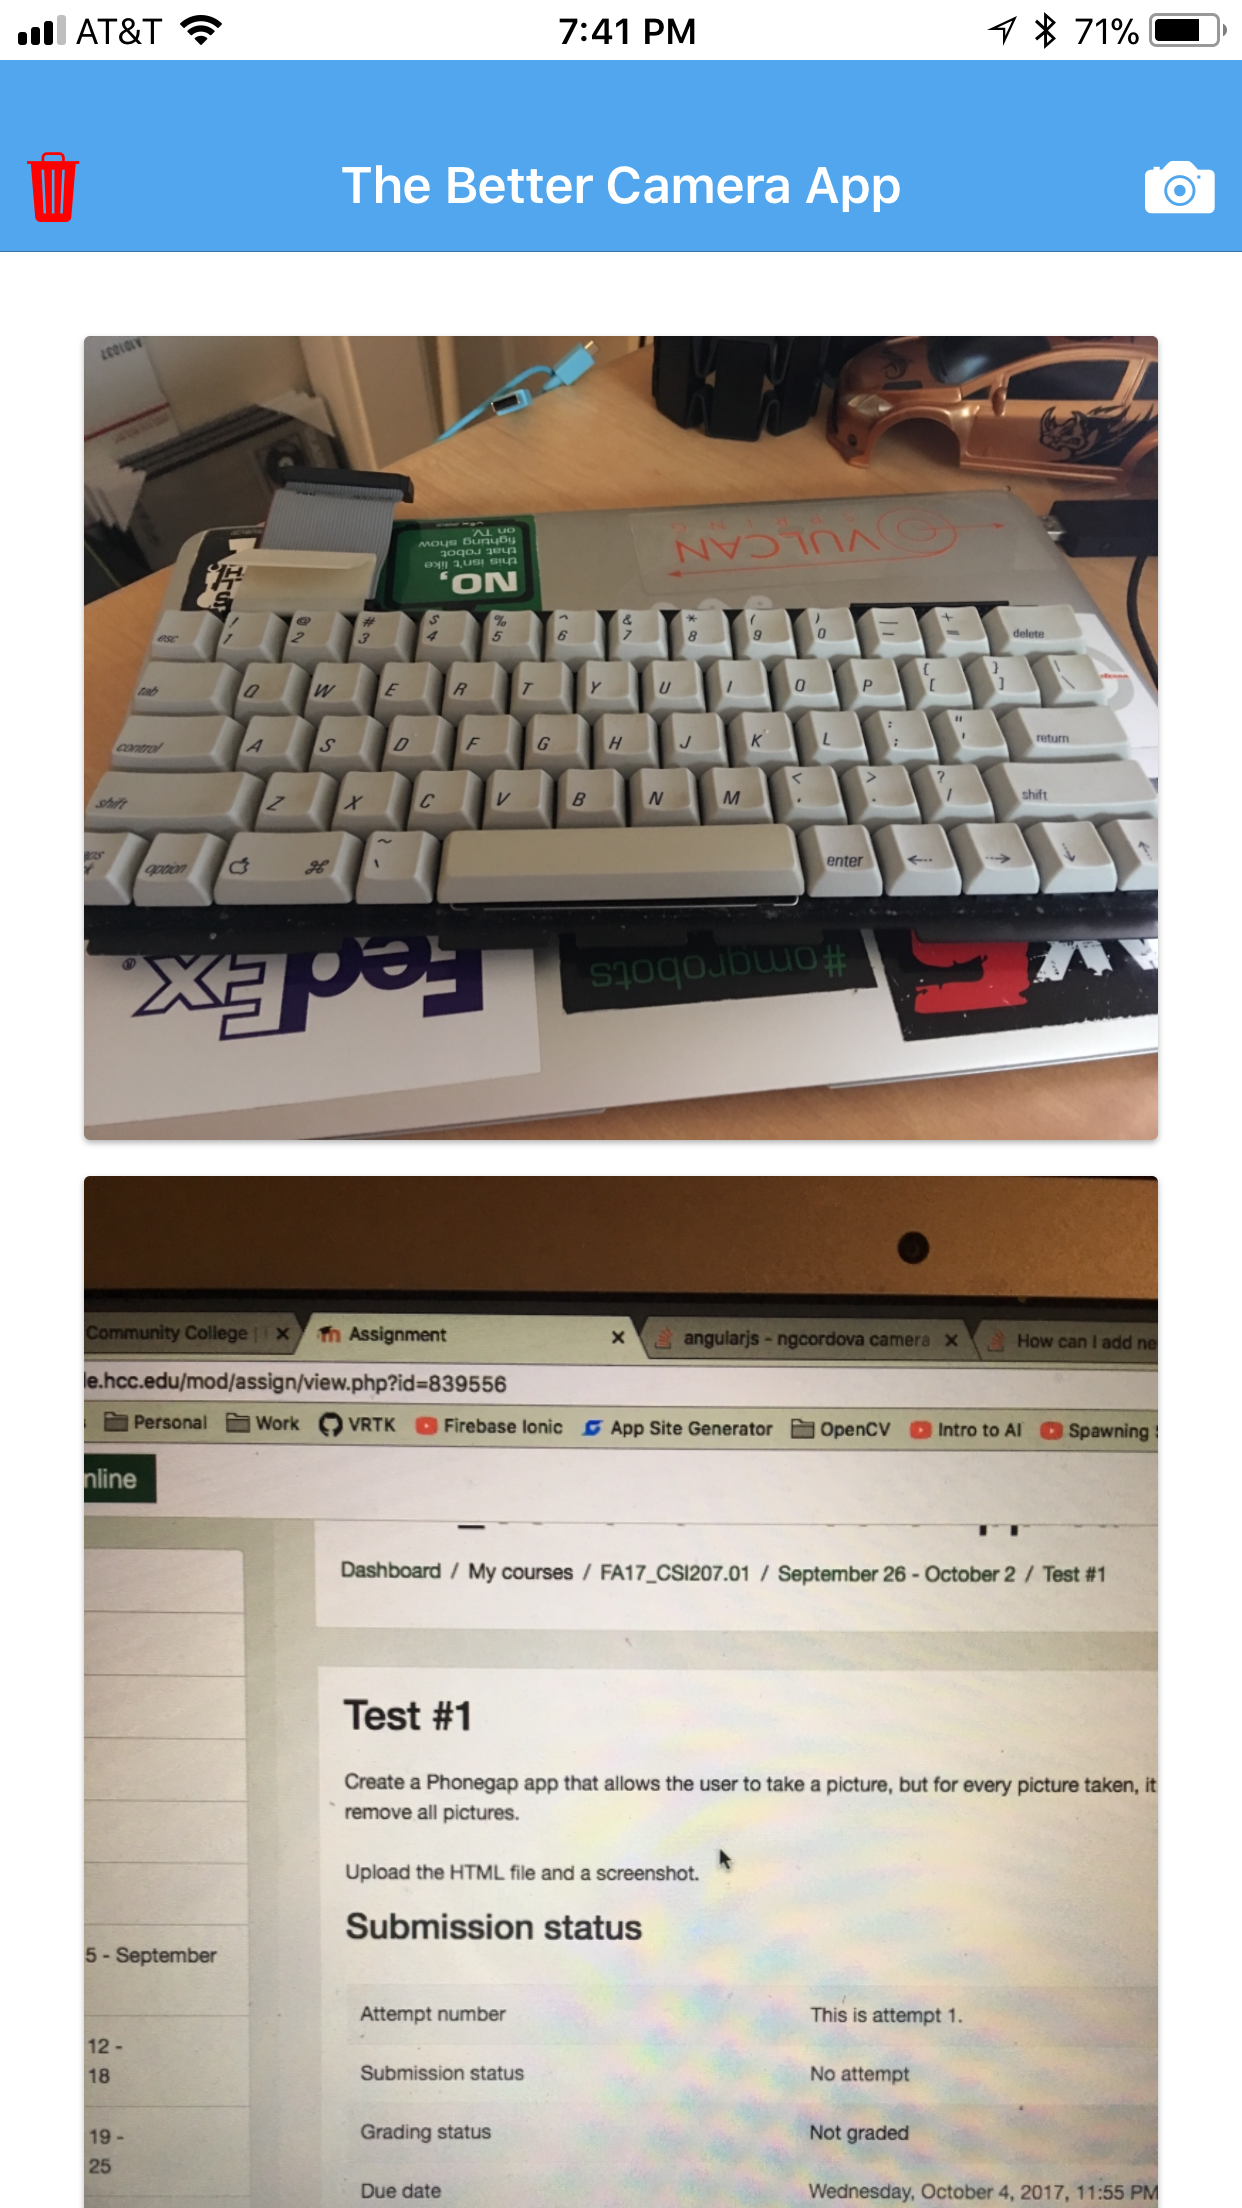 AT&T 7:41 PM 71%
The Better Camera App
A101037
VULCAN
SPRING
NO,
this isn't like
that robot
fighting show
on TV.
esc ! 1 @ 2 # 3 $ 4 % 5 ^ 6 & 7 * 8 ( 9 ) 0 — - + = delete
tab Q W E R T Y U I O P { [ } ] | \
control A S D F G H J K L : ; " ' return
shift Z X C V B N M < , > . ? / shift
option ⌘ ~ ` enter ← → ↓ ↑
FedEx ®
#omgrobots
Community College | Assignment angularjs - ngcordova camera How can I add ne
le.hcc.edu/mod/assign/view.php?id=839556
Personal Work VRTK Firebase Ionic App Site Generator OpenCV Intro to AI Spawning
nline
Dashboard / My courses / FA17_CSI207.01 / September 26 - October 2 / Test #1
Test #1
Create a Phonegap app that allows the user to take a picture, but for every picture taken, it
remove all pictures.
Upload the HTML file and a screenshot.
Submission status
5 - September
Attempt number This is attempt 1.
12 -
18
Submission status No attempt
19 -
25
Grading status Not graded
Due date Wednesday, October 4, 2017, 11:55 PM